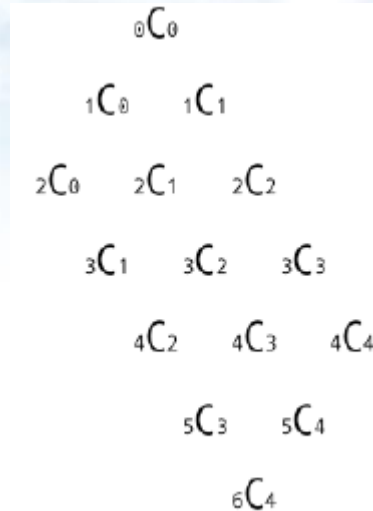 ₀C₀
₁C₀ ₁C₁
₂C₀ ₂C₁ ₂C₂
₃C₁ ₃C₂ ₃C₃
₄C₂ ₄C₃ ₄C₄
₅C₃ ₅C₄
₆C₄